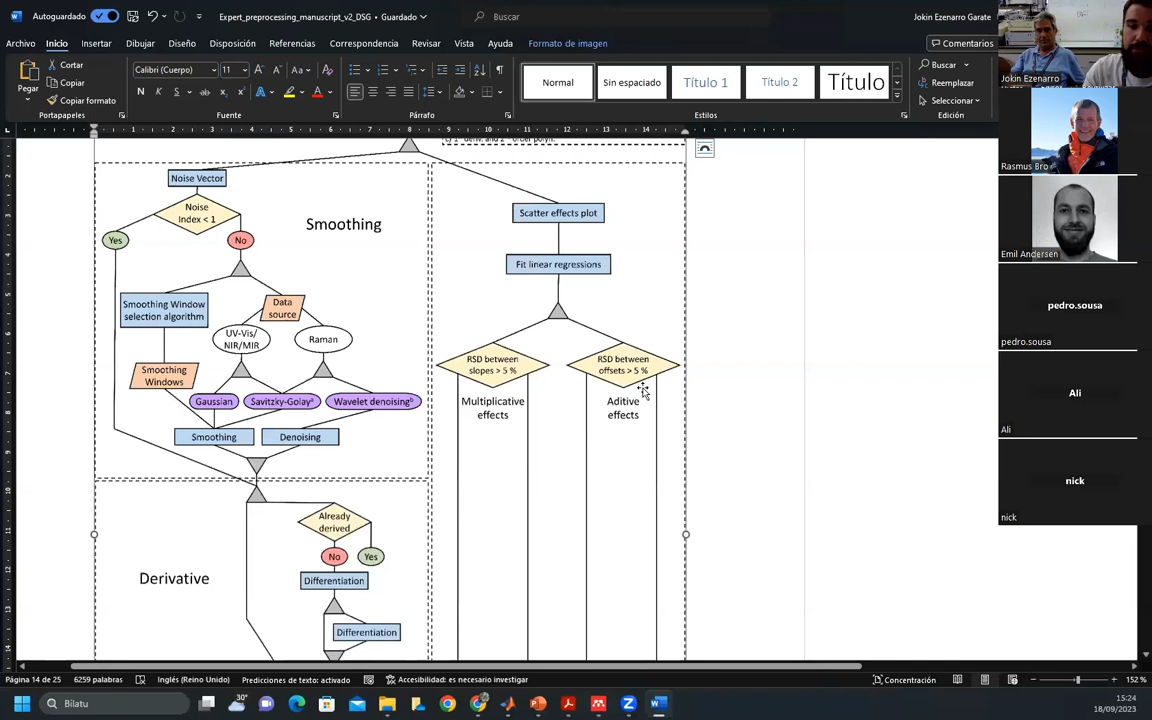 Autoguardado
Expert_preprocessing_manuscript_v2_DSG • Guardado
Buscar
Jokin Ezenarro Garate
Archivo
Inicio
Insertar
Dibujar
Diseño
Disposición
Referencias
Correspondencia
Revisar
Vista
Ayuda
Formato de imagen
Comentarios
Pegar
Cortar
Copiar
Copiar formato
Portapapeles
Calibri (Cuerpo)
11
Fuente
Párrafo
Normal
Sin espaciado
Título 1
Título 2
Título
Estilos
Buscar
Reemplazar
Seleccionar
Edición
Jokin Ezenarro
Rasmus Bro
Emil Andersen
pedro.sousa
pedro.sousa
Ali
Ali
nick
nick
Noise Vector
Noise
Index < 1
Yes
No
Smoothing
Smoothing Window
selection algorithm
Data
source
UV-Vis/
NIR/MIR
Raman
Smoothing
Windows
Gaussian
Savitzky-Golayᵃ
Wavelet denoisingᵇ
Smoothing
Denoising
Already
derived
No
Yes
Derivative
Differentiation
Differentiation
Scatter effects plot
Fit linear regressions
RSD between
slopes > 5 %
RSD between
offsets > 5 %
Multiplicative
effects
Aditive
effects
Página 14 de 25
6259 palabras
Inglés (Reino Unido)
Predicciones de texto: activado
Accesibilidad: es necesario investigar
Concentración
152 %
Bilatu
30°
15:24
18/09/2023